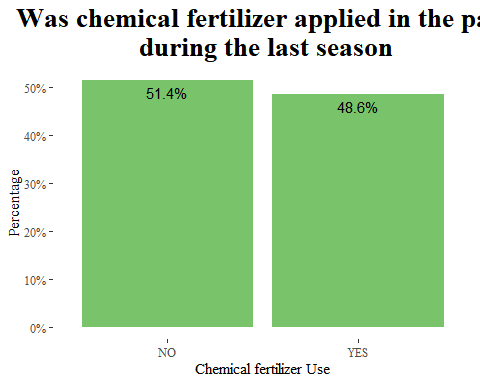 Was chemical fertilizer applied in the pa
during the last season
50%
40%
30%
20%
10%
0%
Percentage
51.4%
48.6%
NO
YES
Chemical fertilizer Use